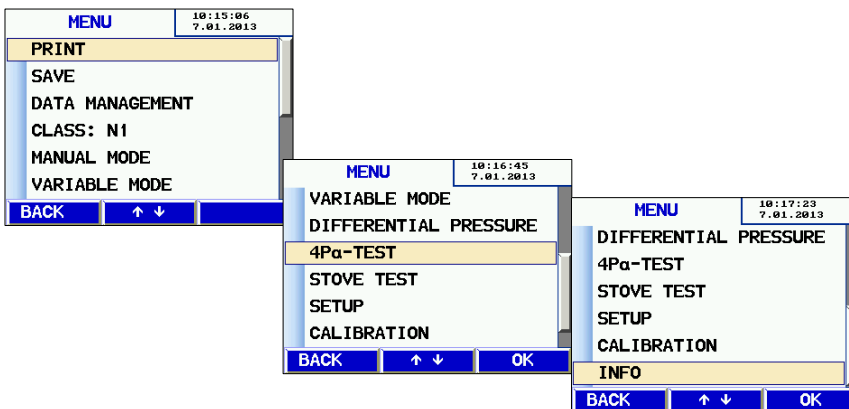 MENU 10:15:06
7.01.2013
PRINT
SAVE
DATA MANAGEMENT
CLASS: N1
MANUAL MODE
VARIABLE MODE
BACK ↑ ↓
MENU 10:16:45
7.01.2013
VARIABLE MODE
DIFFERENTIAL PRESSURE
4Pa-TEST
STOVE TEST
SETUP
CALIBRATION
BACK ↑ ↓ OK
MENU 10:17:23
7.01.2013
DIFFERENTIAL PRESSURE
4Pa-TEST
STOVE TEST
SETUP
CALIBRATION
INFO
BACK ↑ ↓ OK